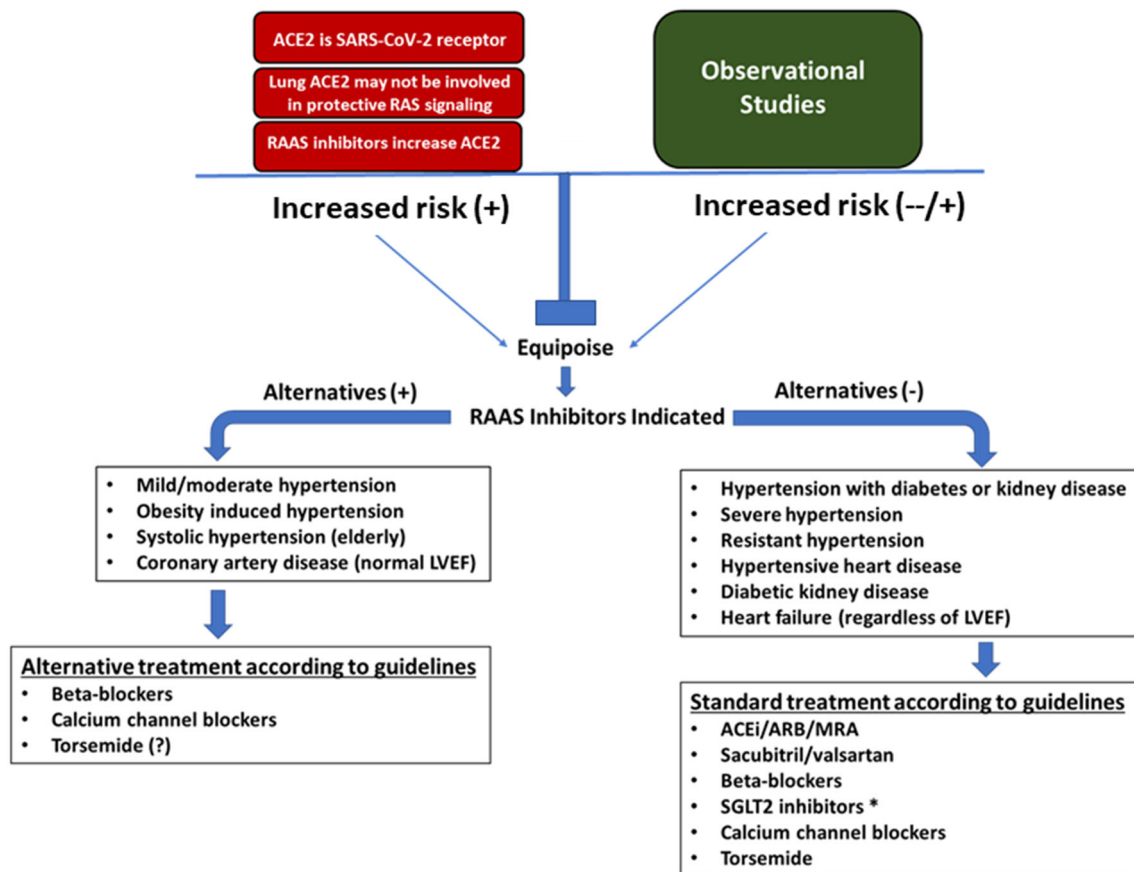 ACE2 is SARS-CoV-2 receptor
Lung ACE2 may not be involved
in protective RAS signaling
RAAS inhibitors increase ACE2
Observational
Studies
Increased risk (+)
Increased risk (--/+)
Equipoise
Alternatives (+)
Alternatives (-)
RAAS Inhibitors Indicated
• Mild/moderate hypertension
• Obesity induced hypertension
• Systolic hypertension (elderly)
• Coronary artery disease (normal LVEF)
• Hypertension with diabetes or kidney disease
• Severe hypertension
• Resistant hypertension
• Hypertensive heart disease
• Diabetic kidney disease
• Heart failure (regardless of LVEF)
Alternative treatment according to guidelines
• Beta-blockers
• Calcium channel blockers
• Torsemide (?)
Standard treatment according to guidelines
• ACEi/ARB/MRA
• Sacubitril/valsartan
• Beta-blockers
• SGLT2 inhibitors *
• Calcium channel blockers
• Torsemide